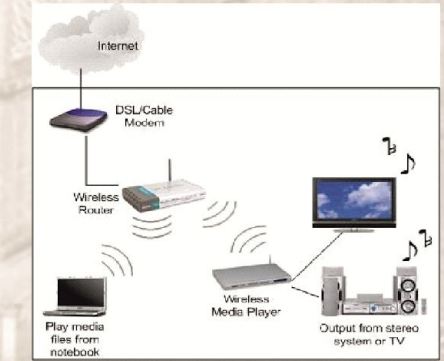 Internet
DSL/Cable
Modem
Wireless
Router
Wireless
Media Player
Play media
files from
notebook
Output from stereo
system or TV